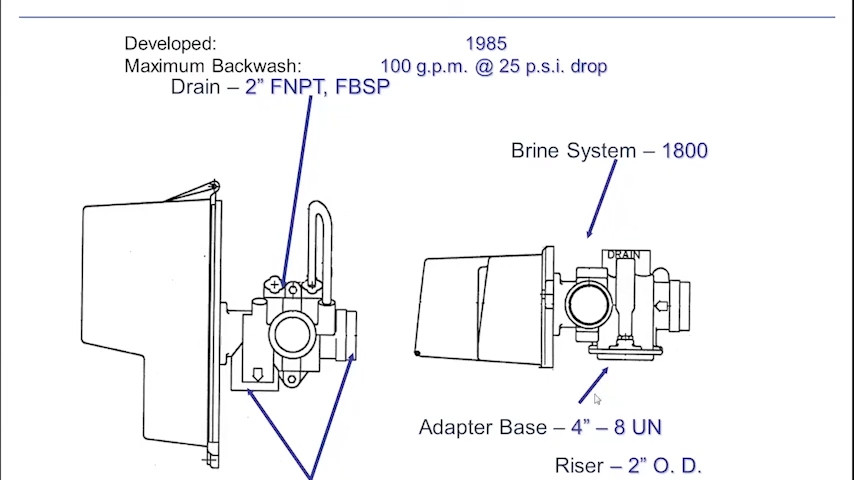 Developed: 1985
Maximum Backwash: 100 g.p.m. @ 25 p.s.i. drop
Drain – 2” FNPT, FBSP
Brine System – 1800
DRAIN
Adapter Base – 4” – 8 UN
Riser – 2” O. D.